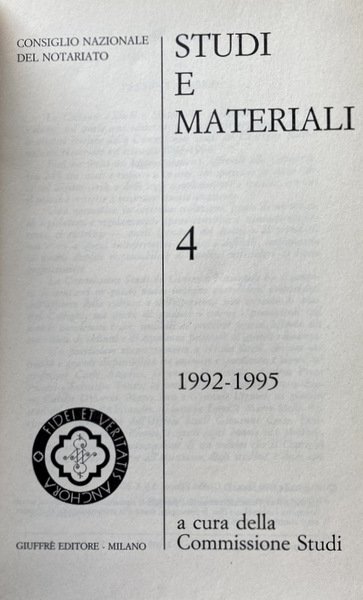 CONSIGLIO NAZIONALE
DEL NOTARIATO
STUDI
E
MATERIALI
4
1992-1995
FIDEI ET VERITATIS ANCHORA
GIUFFRÈ EDITORE - MILANO
a cura della
Commissione Studi